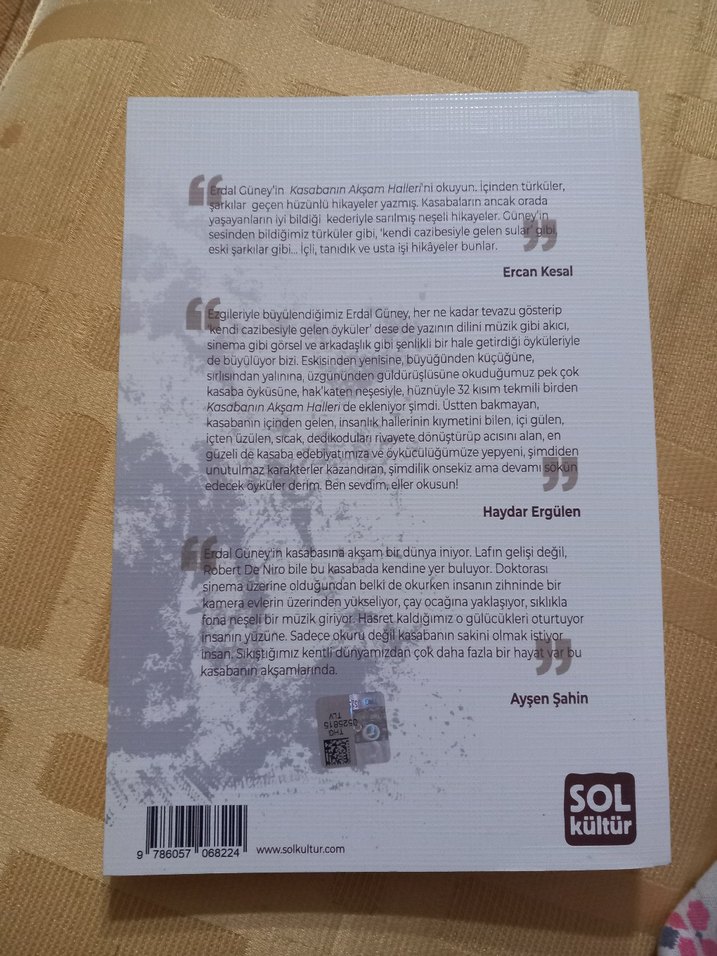 “
Erdal Güney’in Kasabanın Akşam Halleri'ni okuyun. İçinden türküler,
şarkılar geçen hüzünlü hikayeler yazmış. Kasabaların ancak orada
yaşayanların iyi bildiği kederiyle sarılmış neşeli hikayeler. Güney’in
sesinden bildiğimiz türküler gibi, ‘kendi cazibesiyle gelen sular’ gibi,
eski şarkılar gibi... İçli, tanıdık ve usta işi hikâyeler bunlar.
”
Ercan Kesal
“
Ezgileriyle büyülendiğimiz Erdal Güney, her ne kadar tevazu gösterip
‘kendi cazibesiyle gelen öyküler’ dese de yazının dilini müzik gibi akıcı,
sinema gibi görsel ve arkadaşlık gibi şenlikli bir hale getirdiği öyküleriyle
de büyülüyor bizi. Eskisinden yenisine, büyüğünden küçüğüne,
sırlısından yalınına, üzgününden güldürüşlüsüne okuduğumuz pek çok
kasaba öyküsüne, hak’katen neşesiyle, hüznüyle 32 kısım tekmili birden
Kasabanın Akşam Halleri de ekleniyor şimdi. Üstten bakmayan,
kasabanın içinden gelen, insanlık hallerinin kıymetini bilen, içi gülen,
içten üzülen, sıcak, dedikoduları rivayete dönüştürüp acısını alan, en
güzeli de kasaba edebiyatımıza ve öykücülüğümüze yepyeni, şimdiden
unutulmaz karakterler kazandıran, şimdilik onsekiz ama devamı sökün
edecek öyküler derim. Ben sevdim, eller okusun!
”
Haydar Ergülen
“
Erdal Güney’in kasabasına akşam bir dünya iniyor. Lafın gelişi değil,
Robert De Niro bile bu kasabada kendine yer buluyor. Doktorası
sinema üzerine olduğundan belki de okurken insanın zihninde bir
kamera evlerin üzerinden yükseliyor, çay ocağına yaklaşıyor, sıklıkla
fona neşeli bir müzik giriyor. Hasret kaldığımız o gülücükleri oturtuyor
insanın yüzüne. Sadece okuru değil kasabanın sakini olmak istiyor
insan. Sıkıştığımız kentli dünyamızdan çok daha fazla bir hayat var bu
kasabanın akşamlarında.
”
Ayşen Şahin
THG
0525815
TLV
SOL
kültür
9 786057 068224
www.solkultur.com